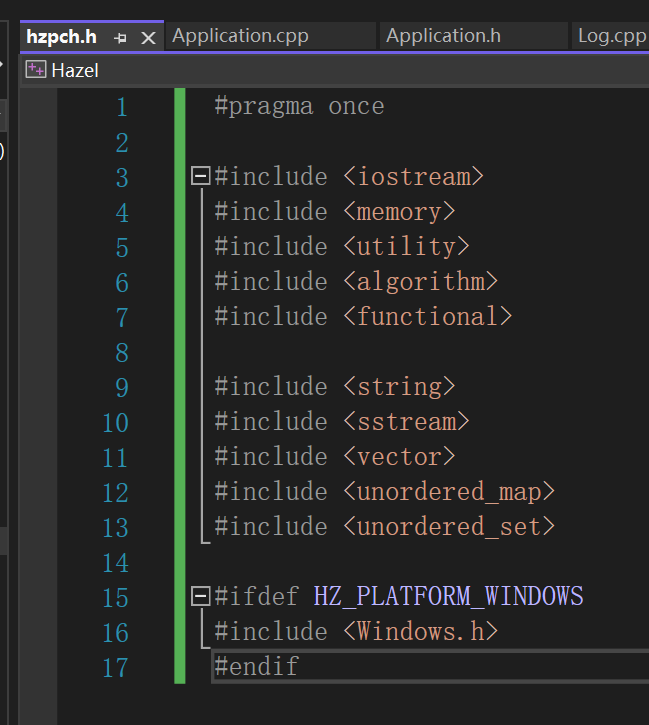 hzpch.h
Application.cpp
Application.h
Log.cpp
Hazel
1 #pragma once
2
3 #include <iostream>
4 #include <memory>
5 #include <utility>
6 #include <algorithm>
7 #include <functional>
8
9 #include <string>
10 #include <sstream>
11 #include <vector>
12 #include <unordered_map>
13 #include <unordered_set>
14
15 #ifdef HZ_PLATFORM_WINDOWS
16 #include <Windows.h>
17 #endif